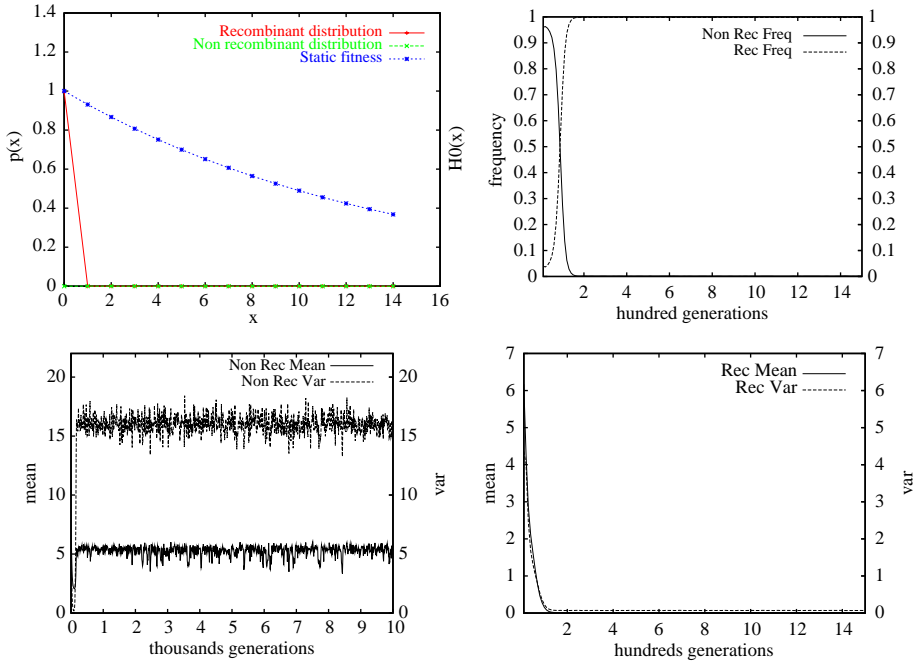 1.4
1.2
1
0.8
0.6
0.4
0.2
0
0 2 4 6 8 10 12 14 16
p(x)
H0(x)
x
Recombinant distribution
Non recombinant distribution
Static fitness
1
0.9
0.8
0.7
0.6
0.5
0.4
0.3
0.2
0.1
0
2 4 6 8 10 12 14
1
0.9
0.8
0.7
0.6
0.5
0.4
0.3
0.2
0.1
0
frequency
hundred generations
Non Rec Freq
Rec Freq
20
15
10
5
0
0 1 2 3 4 5 6 7 8 9 10
20
15
10
5
0
mean
var
thousands generations
Non Rec Mean
Non Rec Var
7
6
5
4
3
2
1
0
2 4 6 8 10 12 14
7
6
5
4
3
2
1
0
mean
var
hundreds generations
Rec Mean
Rec Var